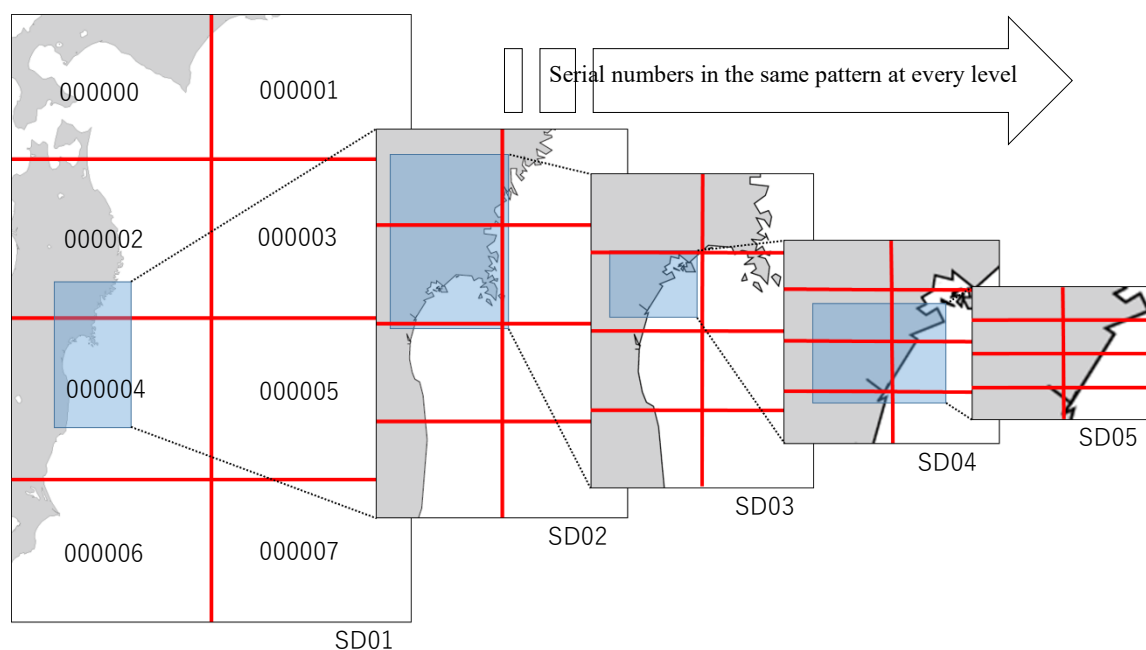 Serial numbers in the same pattern at every level
000000
000001
000002
000003
000004
000005
000006
000007
SD01
SD02
SD03
SD04
SD05